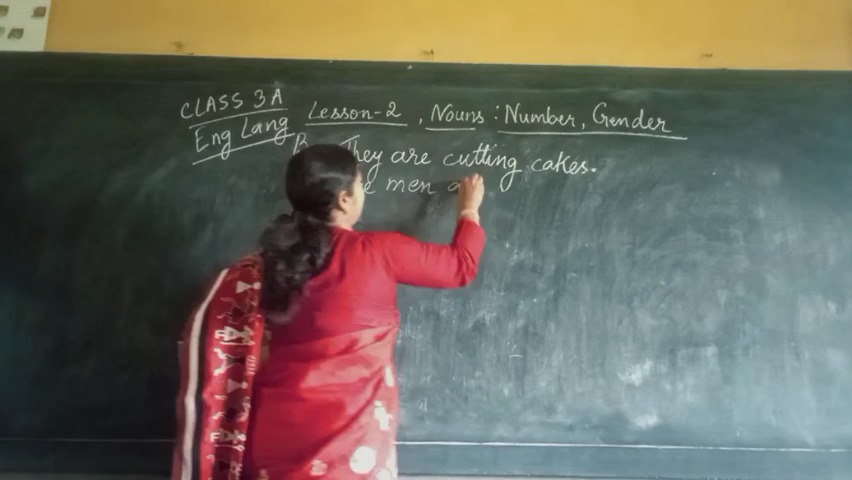 CLASS 3A
Eng Lang
Lesson-2, Nouns: Number, Gender
B They are cutting cakes.
men a